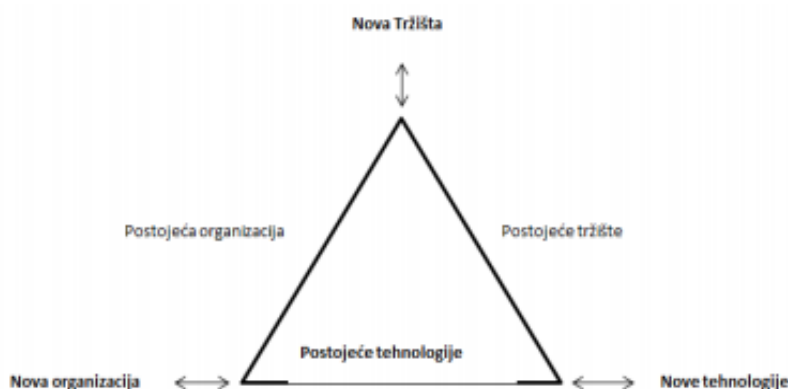 Nova Tržišta
Postojeća organizacija
Postojeće tržište
Postojeće tehnologije
Nova organizacija
Nove tehnologije